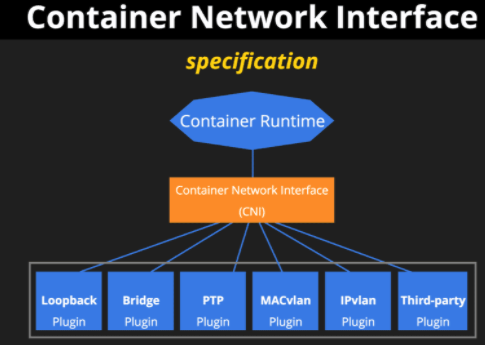 Container Network Interface
specification
Container Runtime
Container Network Interface
(CNI)
Loopback
Plugin
Bridge
Plugin
PTP
Plugin
MACvlan
Plugin
IPvlan
Plugin
Third-party
Plugin